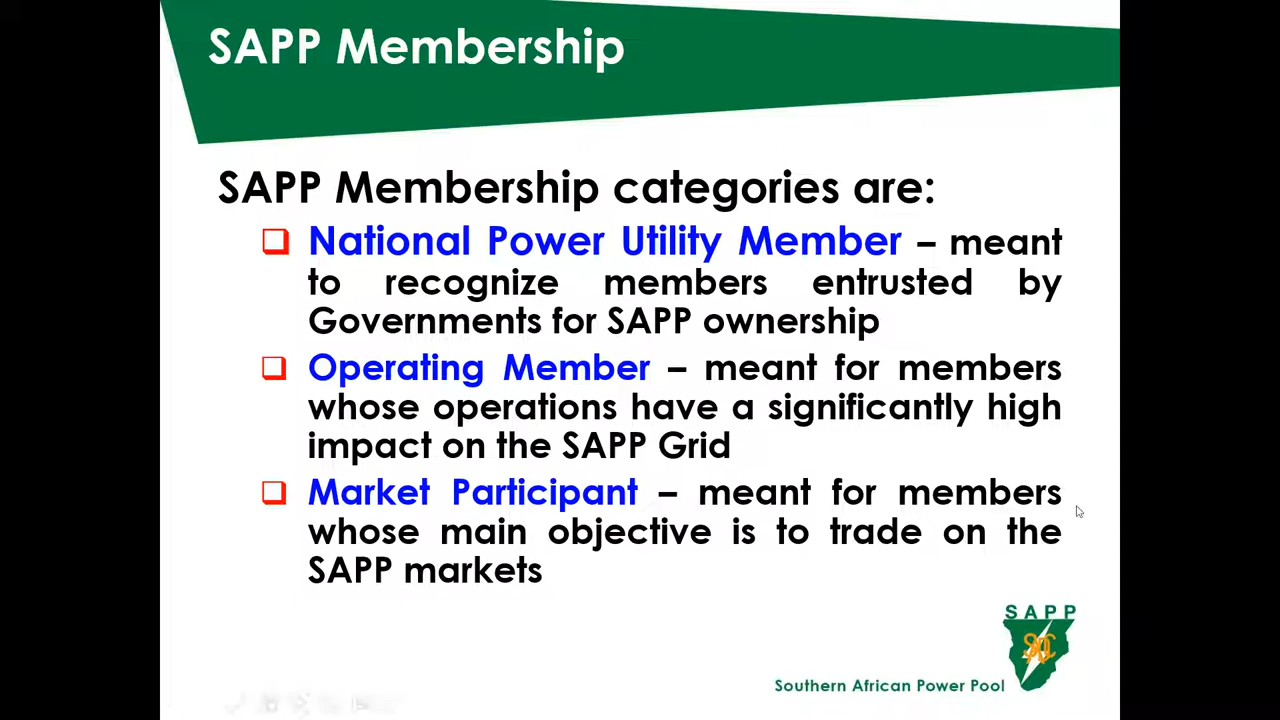 SAPP Membership
SAPP Membership categories are:
National Power Utility Member – meant
to recognize members entrusted by
Governments for SAPP ownership
Operating Member – meant for members
whose operations have a significantly high
impact on the SAPP Grid
Market Participant – meant for members
whose main objective is to trade on the
SAPP markets
SAPP
Southern African Power Pool